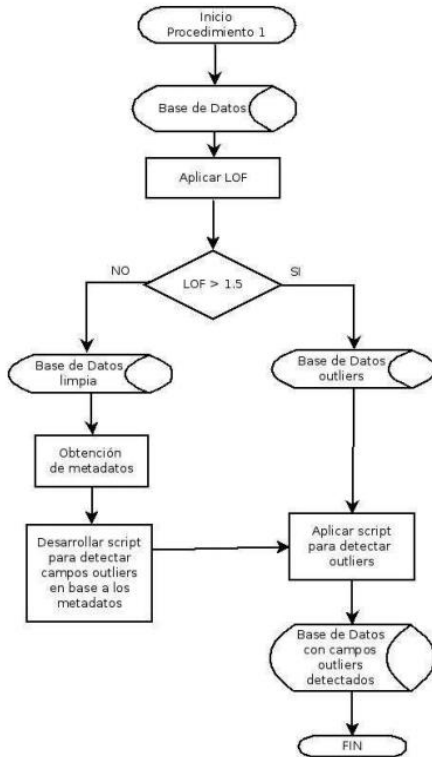 Inicio
Procedimiento 1
Base de Datos
Aplicar LOF
NO
LOF > 1.5
SI
Base de Datos
limpia
Base de Datos
outliers
Obtención
de metadatos
Desarrollar script
para detectar
campos outliers
en base a los
metadatos
Aplicar script
para detectar
outliers
Base de Datos
con campos
outliers
detectados
FIN